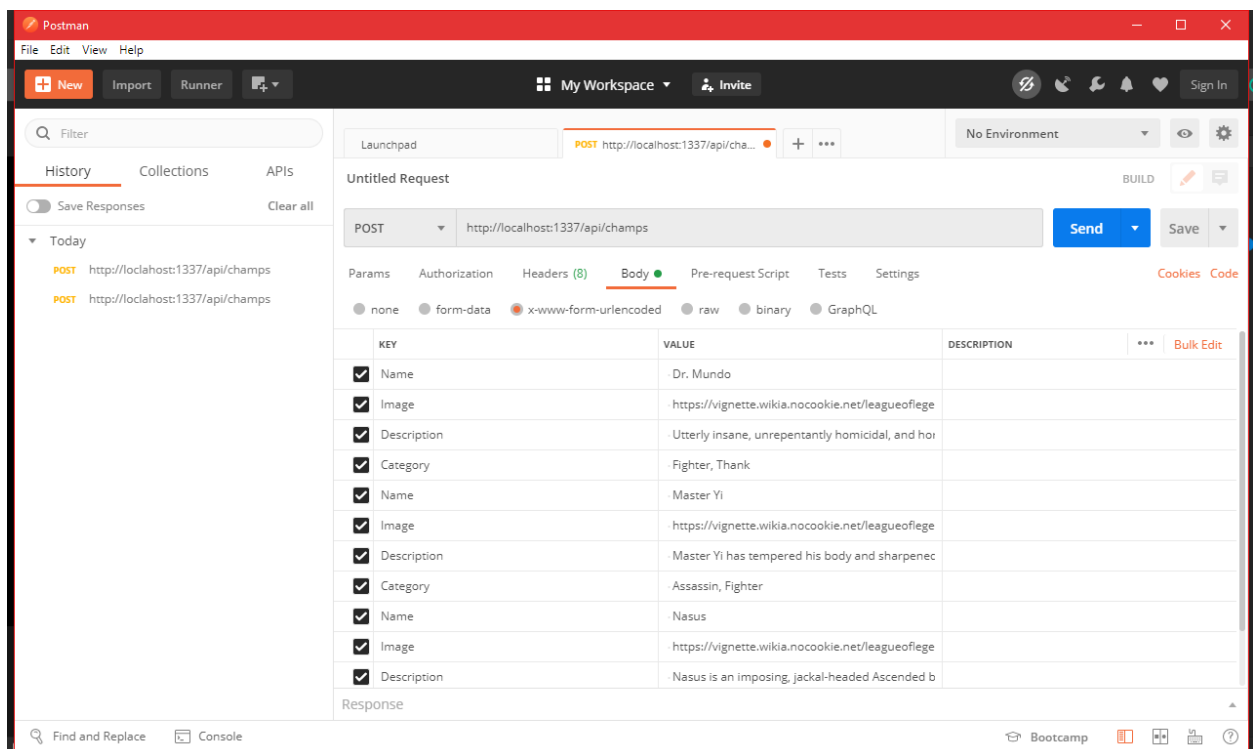 Postman
File Edit View Help
New Import Runner My Workspace Invite Sign In
Filter
History Collections APIs
Save Responses Clear all
Today
POST http://loclahost:1337/api/champs
POST http://loclahost:1337/api/champs
Launchpad POST http://localhost:1337/api/cha... No Environment
Untitled Request BUILD
POST http://localhost:1337/api/champs Send Save
Params Authorization Headers (8) Body Pre-request Script Tests Settings Cookies Code
none form-data x-www-form-urlencoded raw binary GraphQL
KEY VALUE DESCRIPTION Bulk Edit
Name Dr. Mundo
Image https://vignette.wikia.nocookie.net/leagueoflege
Description Utterly insane, unrepentantly homicidal, and hor
Category Fighter, Thank
Name Master Yi
Image https://vignette.wikia.nocookie.net/leagueoflege
Description Master Yi has tempered his body and sharpened
Category Assassin, Fighter
Name Nasus
Image https://vignette.wikia.nocookie.net/leagueoflege
Description Nasus is an imposing, jackal-headed Ascended b
Response
Find and Replace Console Bootcamp